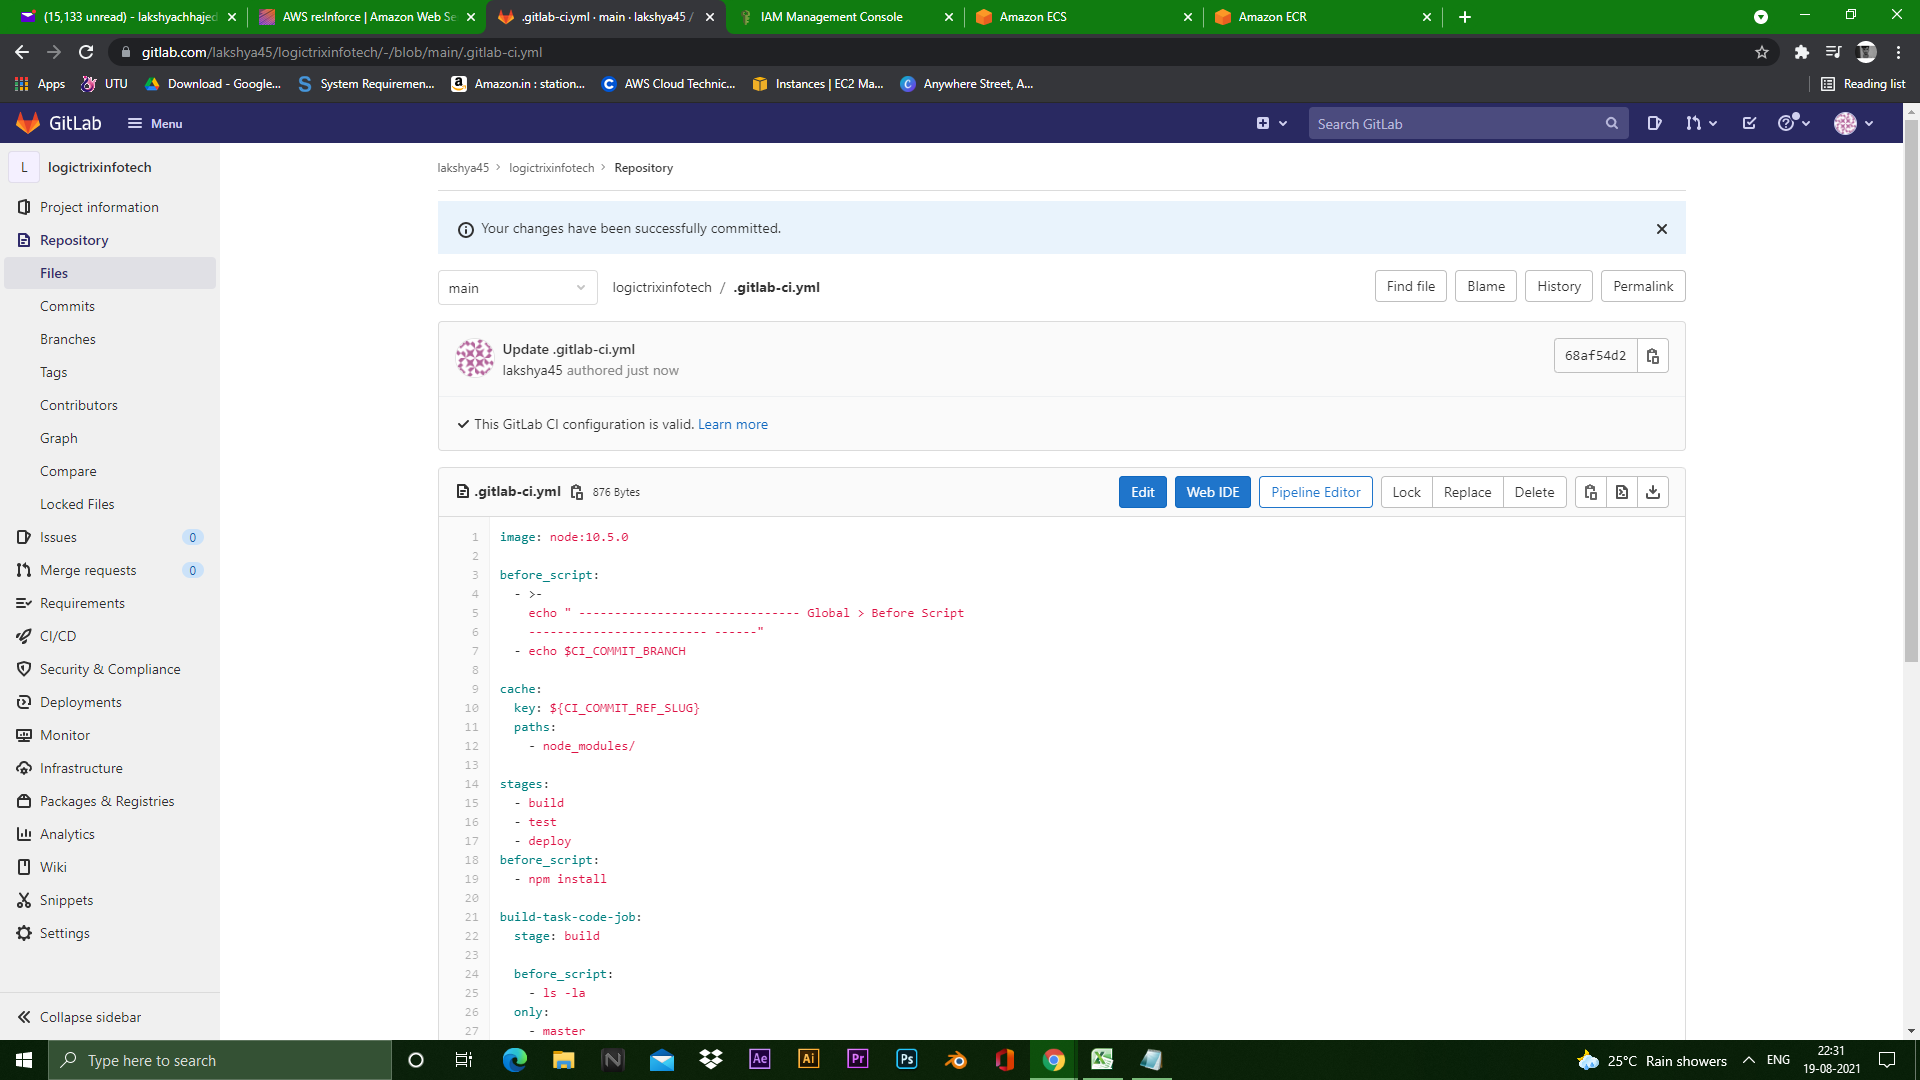 (15,133 unread) - lakshyachhajed
AWS re:Inforce | Amazon Web Se
.gitlab-ci.yml · main · lakshya45 /
IAM Management Console
Amazon ECS
Amazon ECR
gitlab.com/lakshya45/logictrixinfotech/-/blob/main/.gitlab-ci.yml
Apps
UTU
Download - Google...
System Requiremen...
Amazon.in : station...
AWS Cloud Technic...
Instances | EC2 Ma...
Anywhere Street, A...
Reading list
GitLab
Menu
Search GitLab
L logictrixinfotech
Project information
Repository
Files
Commits
Branches
Tags
Contributors
Graph
Compare
Locked Files
Issues 0
Merge requests 0
Requirements
CI/CD
Security & Compliance
Deployments
Monitor
Infrastructure
Packages & Registries
Analytics
Wiki
Snippets
Settings
Collapse sidebar
lakshya45 > logictrixinfotech > Repository
Your changes have been successfully committed.
main
logictrixinfotech / .gitlab-ci.yml
Find file
Blame
History
Permalink
Update .gitlab-ci.yml
lakshya45 authored just now
68af54d2
This GitLab CI configuration is valid. Learn more
.gitlab-ci.yml 876 Bytes
Edit
Web IDE
Pipeline Editor
Lock
Replace
Delete
1 image: node:10.5.0
2
3 before_script:
4   - >-
5     echo " ------------------------------- Global > Before Script
6     ------------------------- ------"
7   - echo $CI_COMMIT_BRANCH
8
9 cache:
10   key: ${CI_COMMIT_REF_SLUG}
11   paths:
12     - node_modules/
13
14 stages:
15   - build
16   - test
17   - deploy
18 before_script:
19   - npm install
20
21 build-task-code-job:
22   stage: build
23
24   before_script:
25     - ls -la
26   only:
27     - master
Type here to search
N
Ae
Ai
Pr
Ps
25°C Rain showers
ENG
22:31
19-08-2021